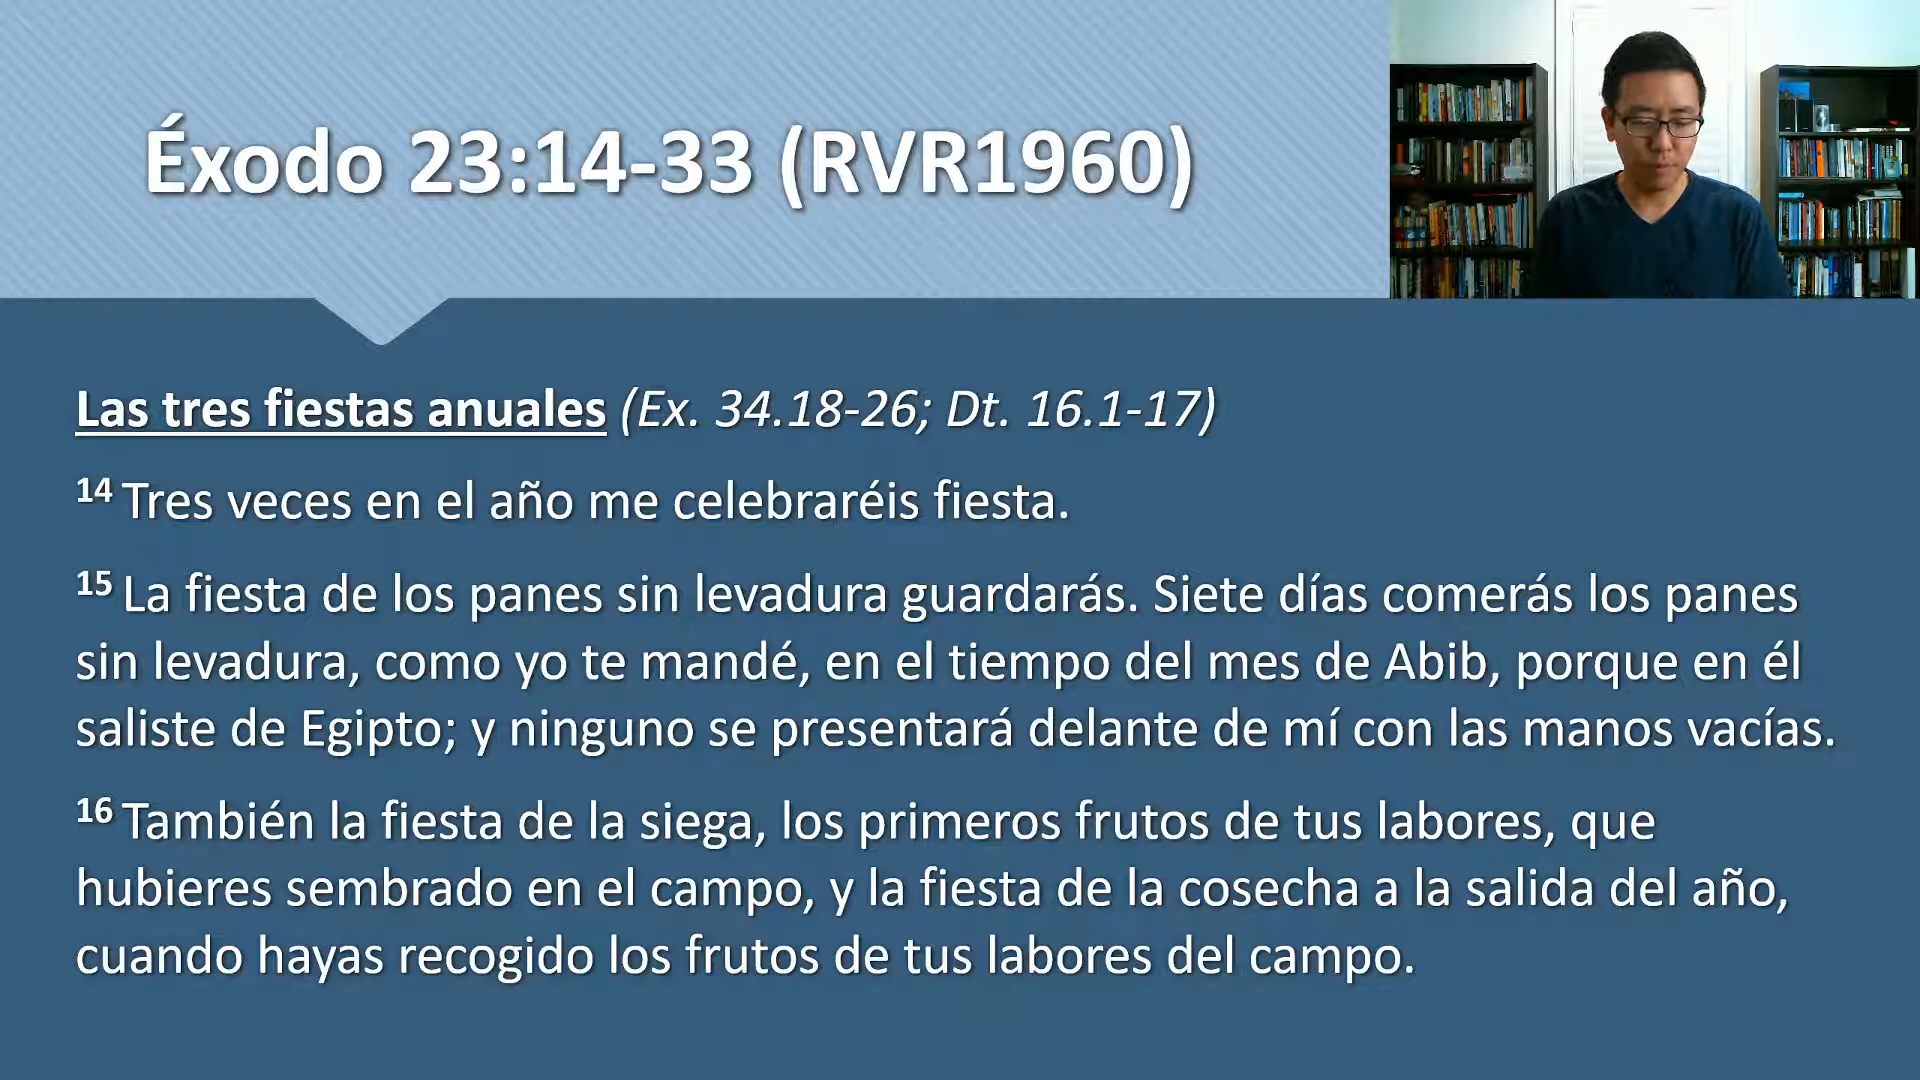 Éxodo 23:14-33 (RVR1960)
Las tres fiestas anuales (Ex. 34.18-26; Dt. 16.1-17)
14 Tres veces en el año me celebraréis fiesta.
15 La fiesta de los panes sin levadura guardarás. Siete días comerás los panes
sin levadura, como yo te mandé, en el tiempo del mes de Abib, porque en él
saliste de Egipto; y ninguno se presentará delante de mí con las manos vacías.
16 También la fiesta de la siega, los primeros frutos de tus labores, que
hubieres sembrado en el campo, y la fiesta de la cosecha a la salida del año,
cuando hayas recogido los frutos de tus labores del campo.